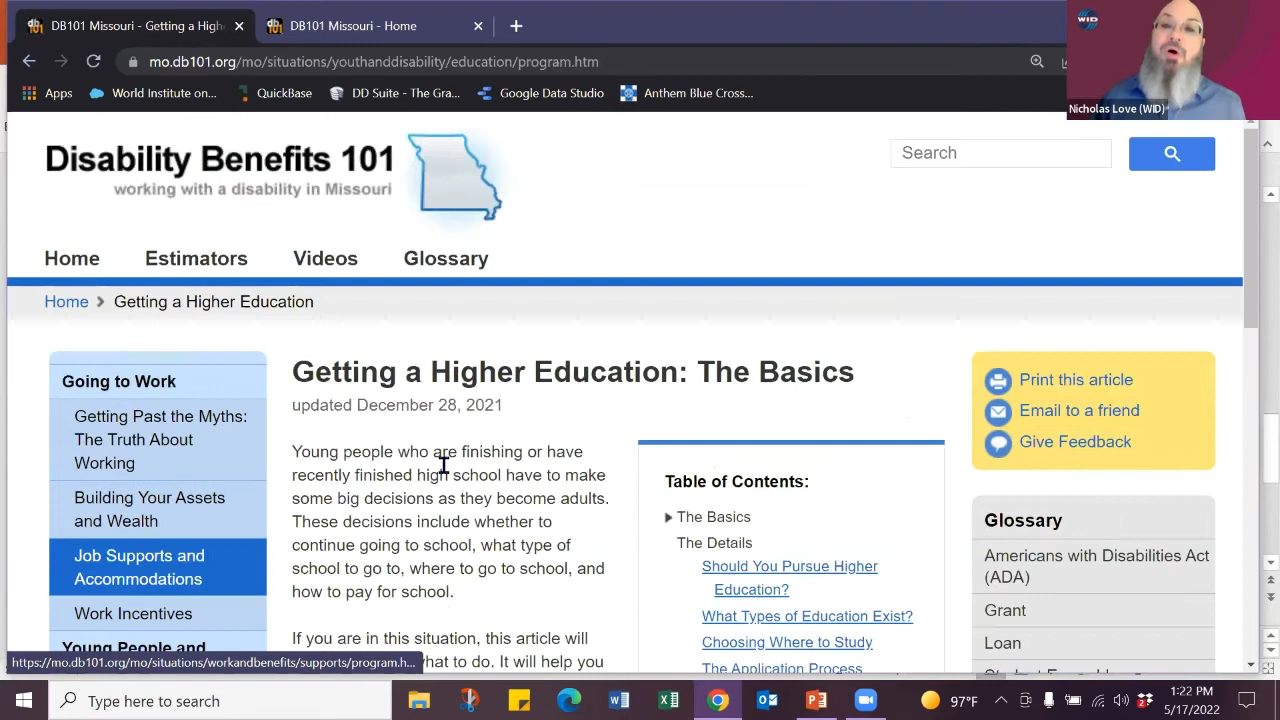 DB101 Missouri - Getting a High
DB101 Missouri - Home
mo.db101.org/mo/situations/youthanddisability/education/program.htm
Apps
World Institute on...
QuickBase
DD Suite - The Gra...
Google Data Studio
Anthem Blue Cross...
WID
Nicholas Love (WID)
Disability Benefits 101
working with a disability in Missouri
Search
Home
Estimators
Videos
Glossary
Home > Getting a Higher Education
Going to Work
Getting Past the Myths:
The Truth About
Working
Building Your Assets
and Wealth
Job Supports and
Accommodations
Work Incentives
Young People and
Getting a Higher Education: The Basics
updated December 28, 2021
Young people who are finishing or have
recently finished high school have to make
some big decisions as they become adults.
These decisions include whether to
continue going to school, what type of
school to go to, where to go to school, and
how to pay for school.
If you are in this situation, this article will
what to do. It will help you
Table of Contents:
The Basics
The Details
Should You Pursue Higher
Education?
What Types of Education Exist?
Choosing Where to Study
The Application Process
Print this article
Email to a friend
Give Feedback
Glossary
Americans with Disabilities Act
(ADA)
Grant
Loan
https://mo.db101.org/mo/situations/workandbenefits/supports/program.h...
Type here to search
97°F
1:22 PM
5/17/2022